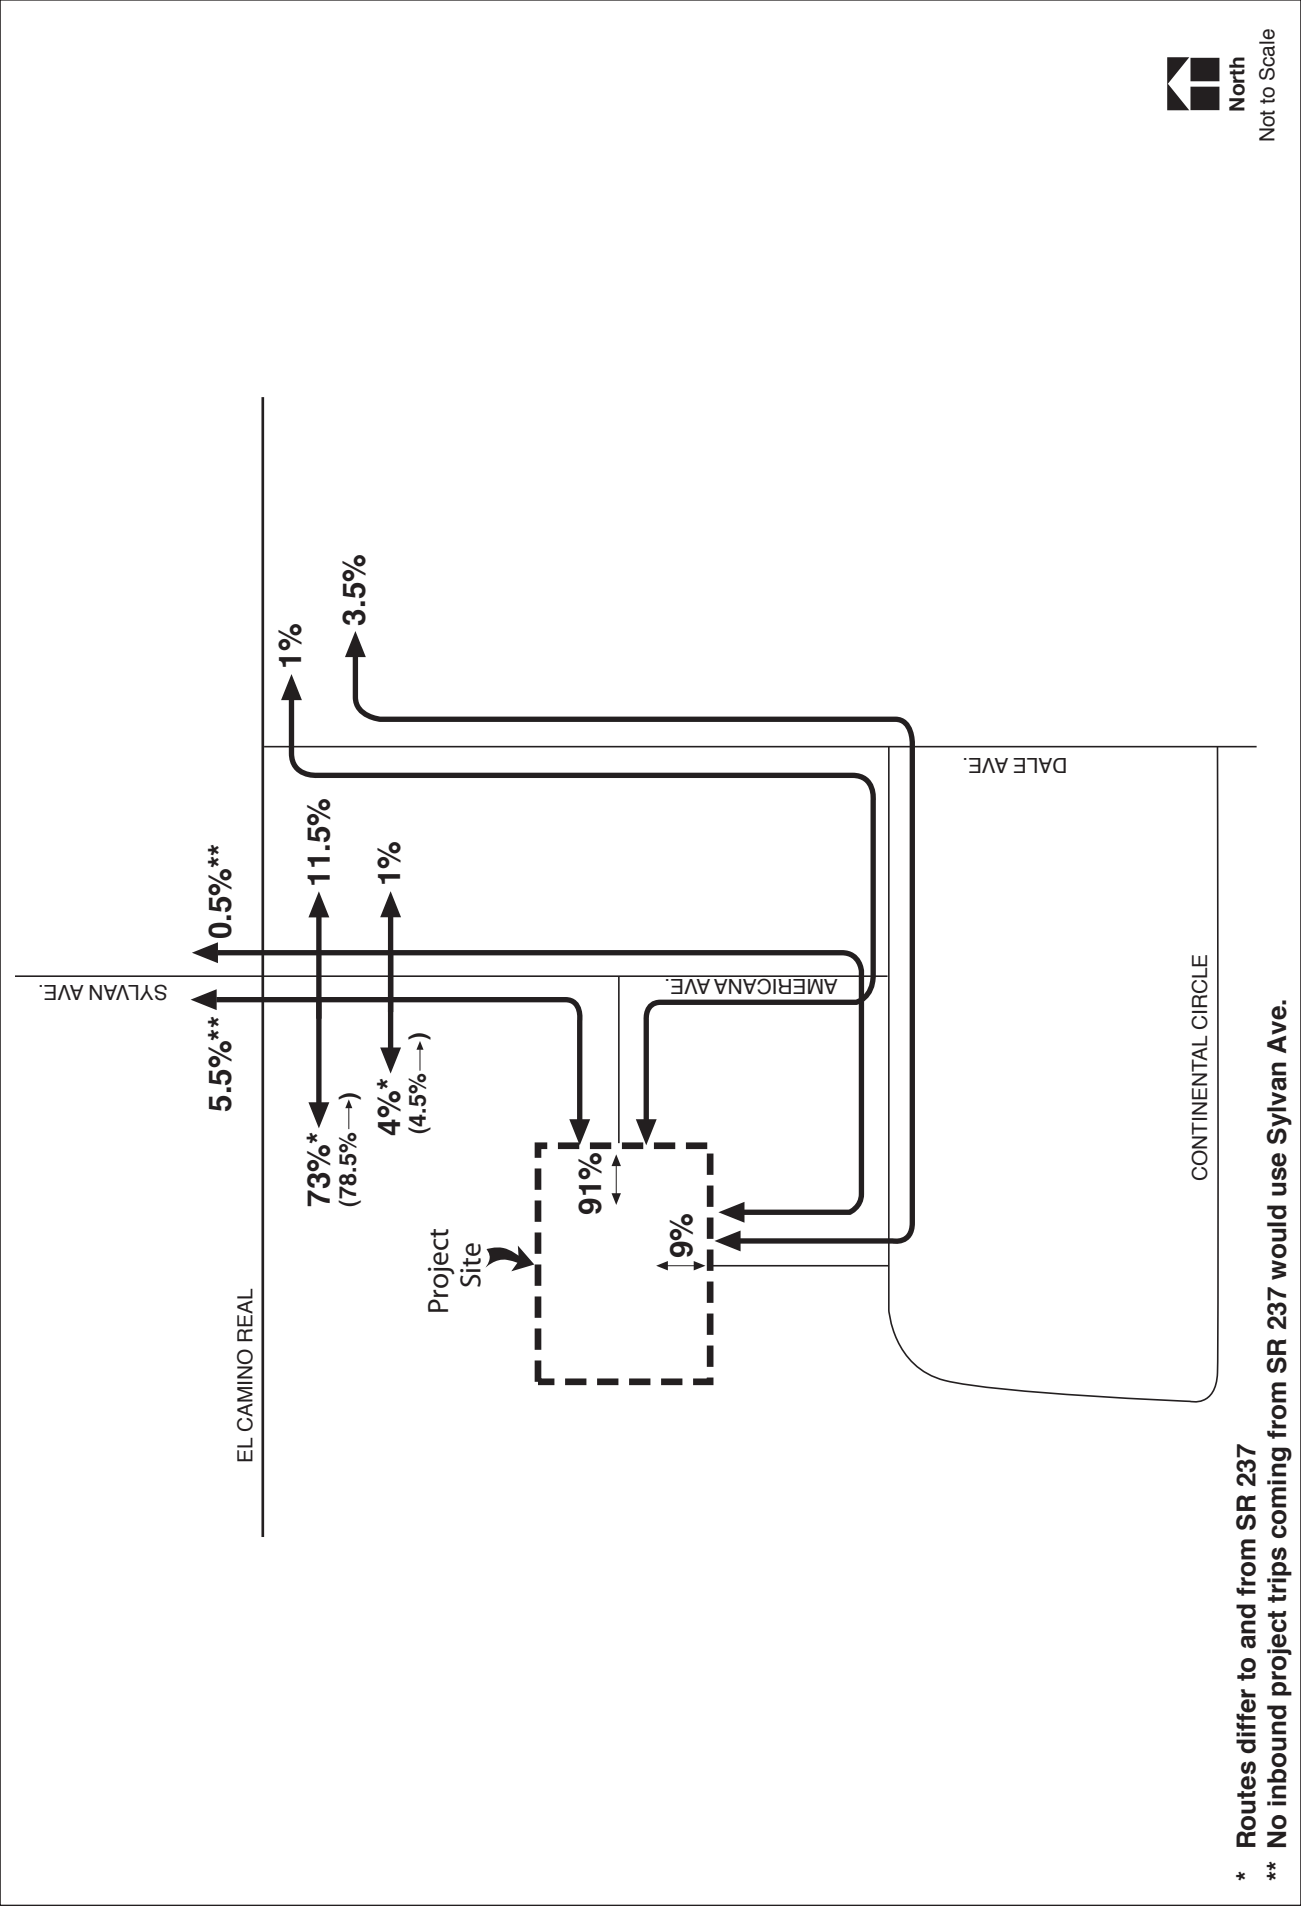 SYLVAN AVE.
5.5%**
0.5%**
EL CAMINO REAL
73%*
(78.5%→)
11.5%
4%*
(4.5%→)
1%
1%
3.5%
Project
Site
91%
9%
AMERICANA AVE.
DALE AVE.
CONTINENTAL CIRCLE
* Routes differ to and from SR 237
** No inbound project trips coming from SR 237 would use Sylvan Ave.
North
Not to Scale